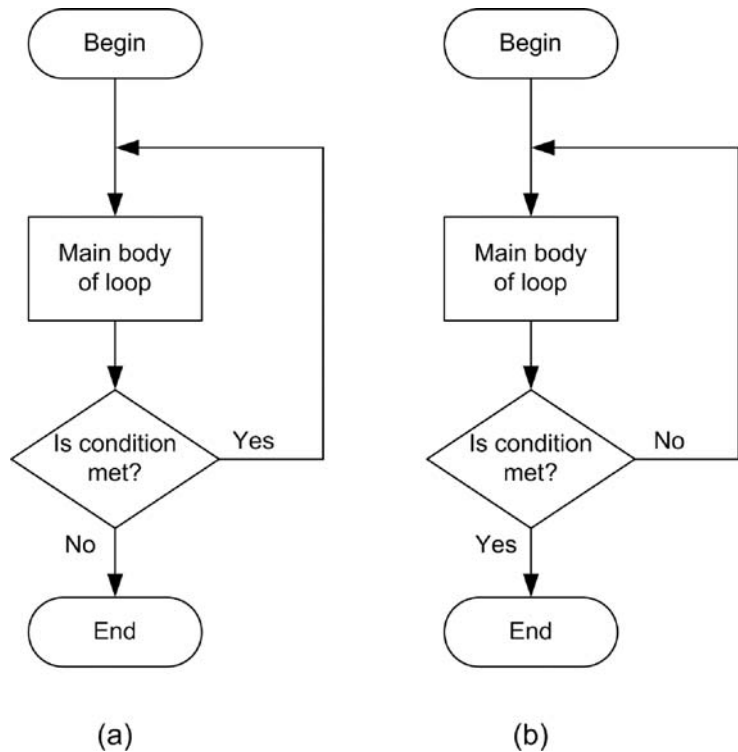 Begin
Main body
of loop
Is condition
met?
Yes
No
End
(a)
Begin
Main body
of loop
Is condition
met?
No
Yes
End
(b)